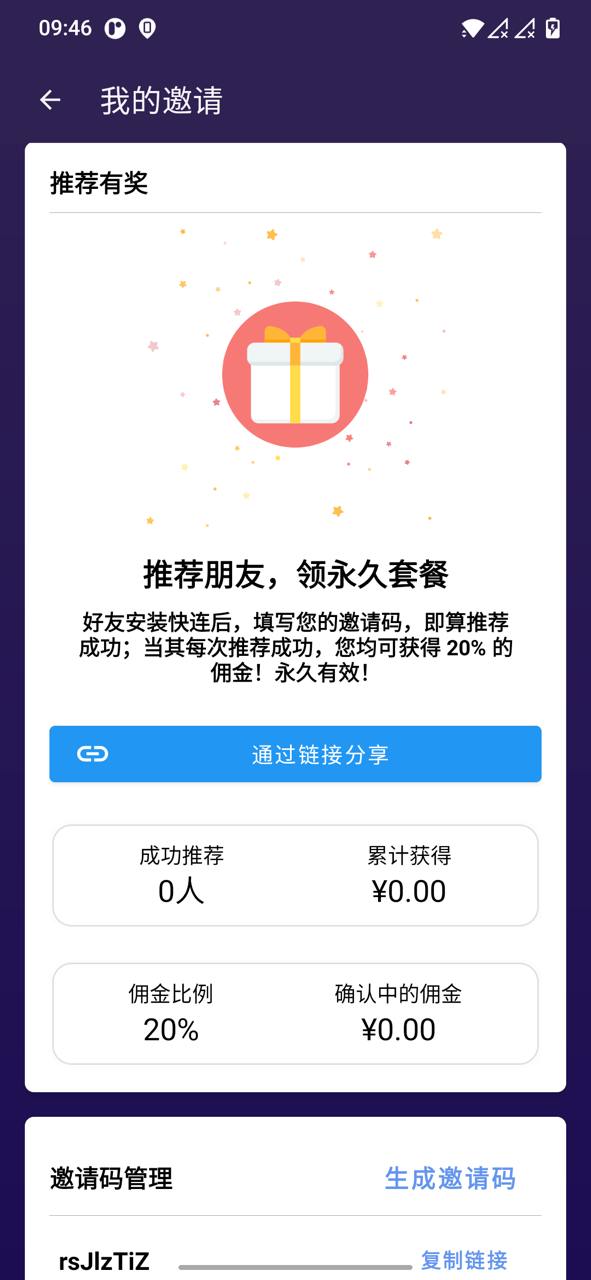 09:46
我的邀请
推荐有奖
推荐朋友，领永久套餐
好友安装快连后，填写您的邀请码，即算推荐
成功；当其每次推荐成功，您均可获得 20% 的
佣金！永久有效！
通过链接分享
成功推荐 累计获得
0人 ¥0.00
佣金比例 确认中的佣金
20% ¥0.00
邀请码管理 生成邀请码
rsJlzTiZ 复制链接